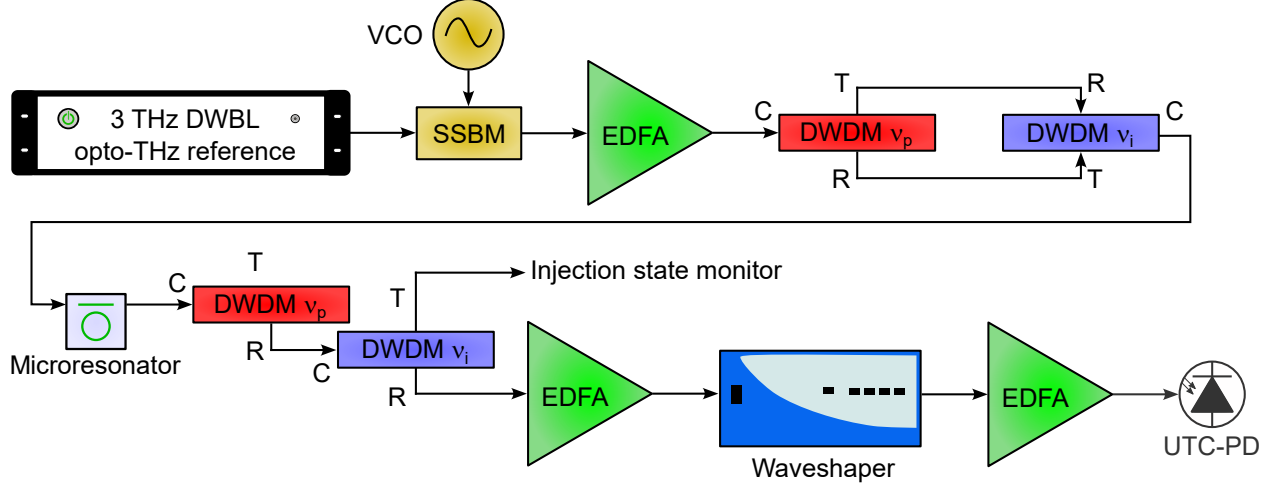 VCO
3 THz DWBL
opto-THz reference
SSBM
EDFA
C
T
DWDM νp
R
R
DWDM νi
T
C
Microresonator
C
T
DWDM νp
R
C
T
DWDM νi
R
Injection state monitor
EDFA
Waveshaper
EDFA
UTC-PD